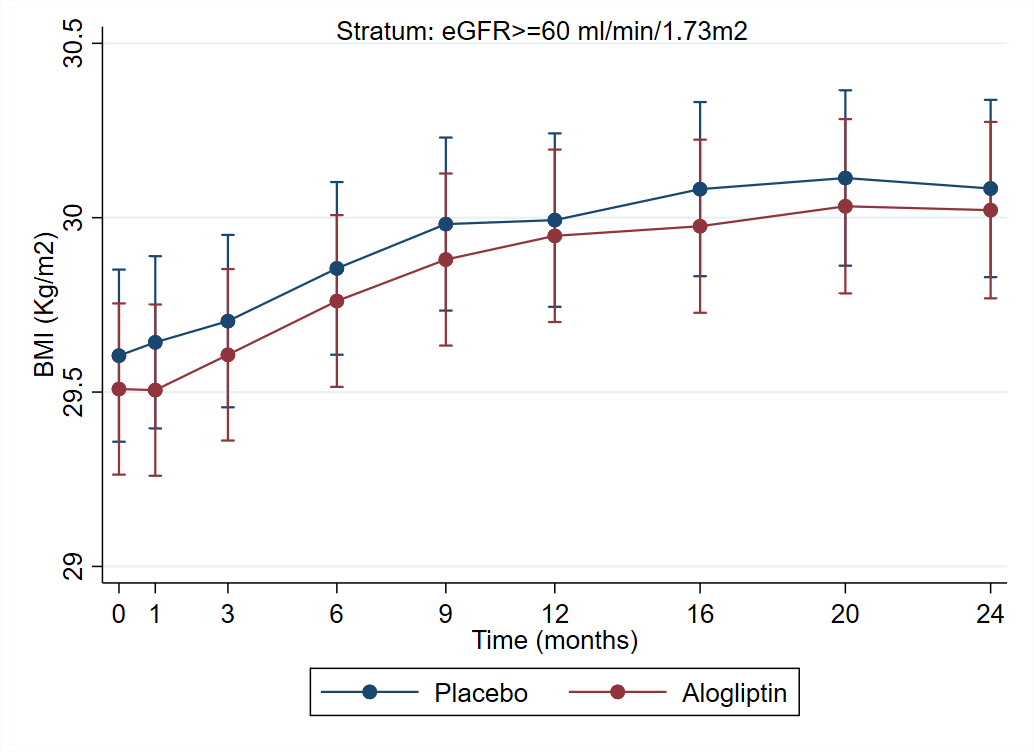 Stratum: eGFR>=60 ml/min/1.73m2
30.5
30
29.5
29
BMI (Kg/m2)
0 1 3 6 9 12 16 20 24
Time (months)
Placebo Alogliptin